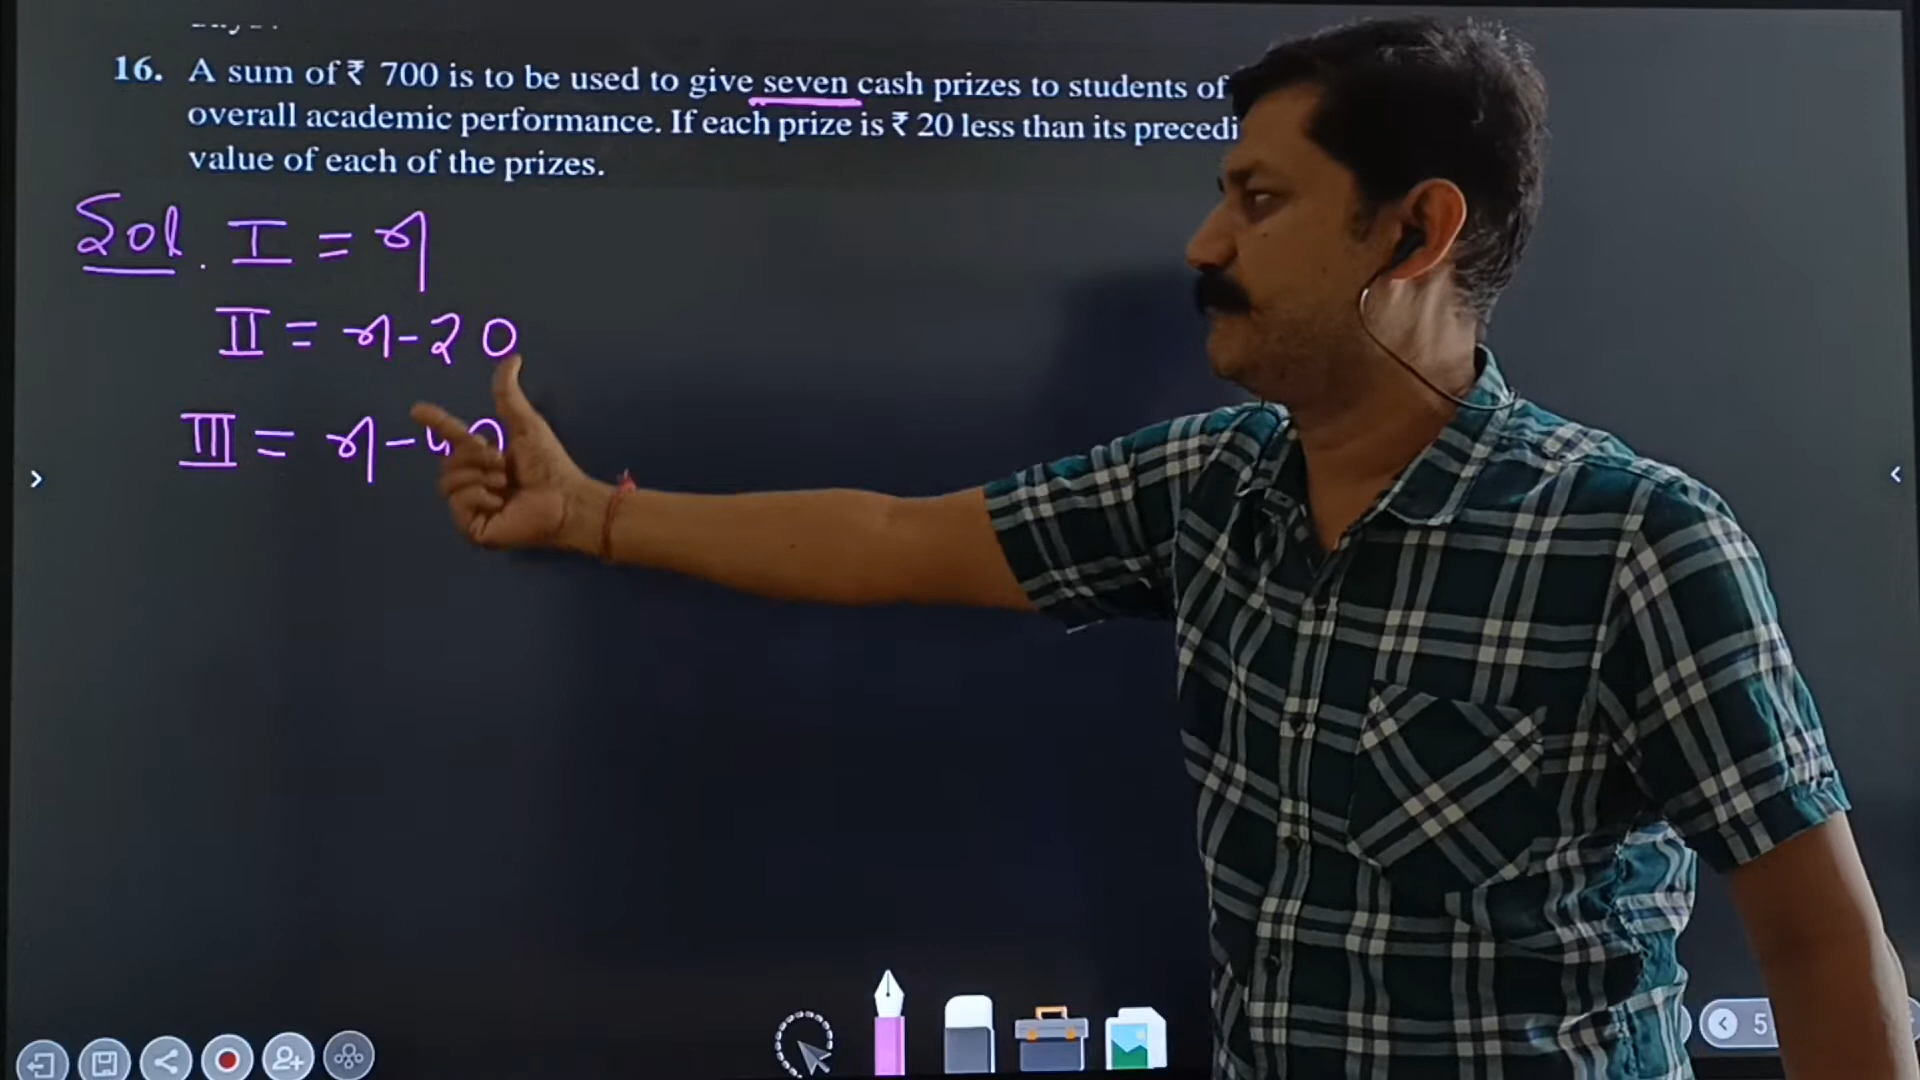 16. A sum of ₹ 700 is to be used to give seven cash prizes to students of
overall academic performance. If each prize is ₹ 20 less than its precedi
value of each of the prizes.
Sol. I = x
II = x - 20
III = x - 40
5